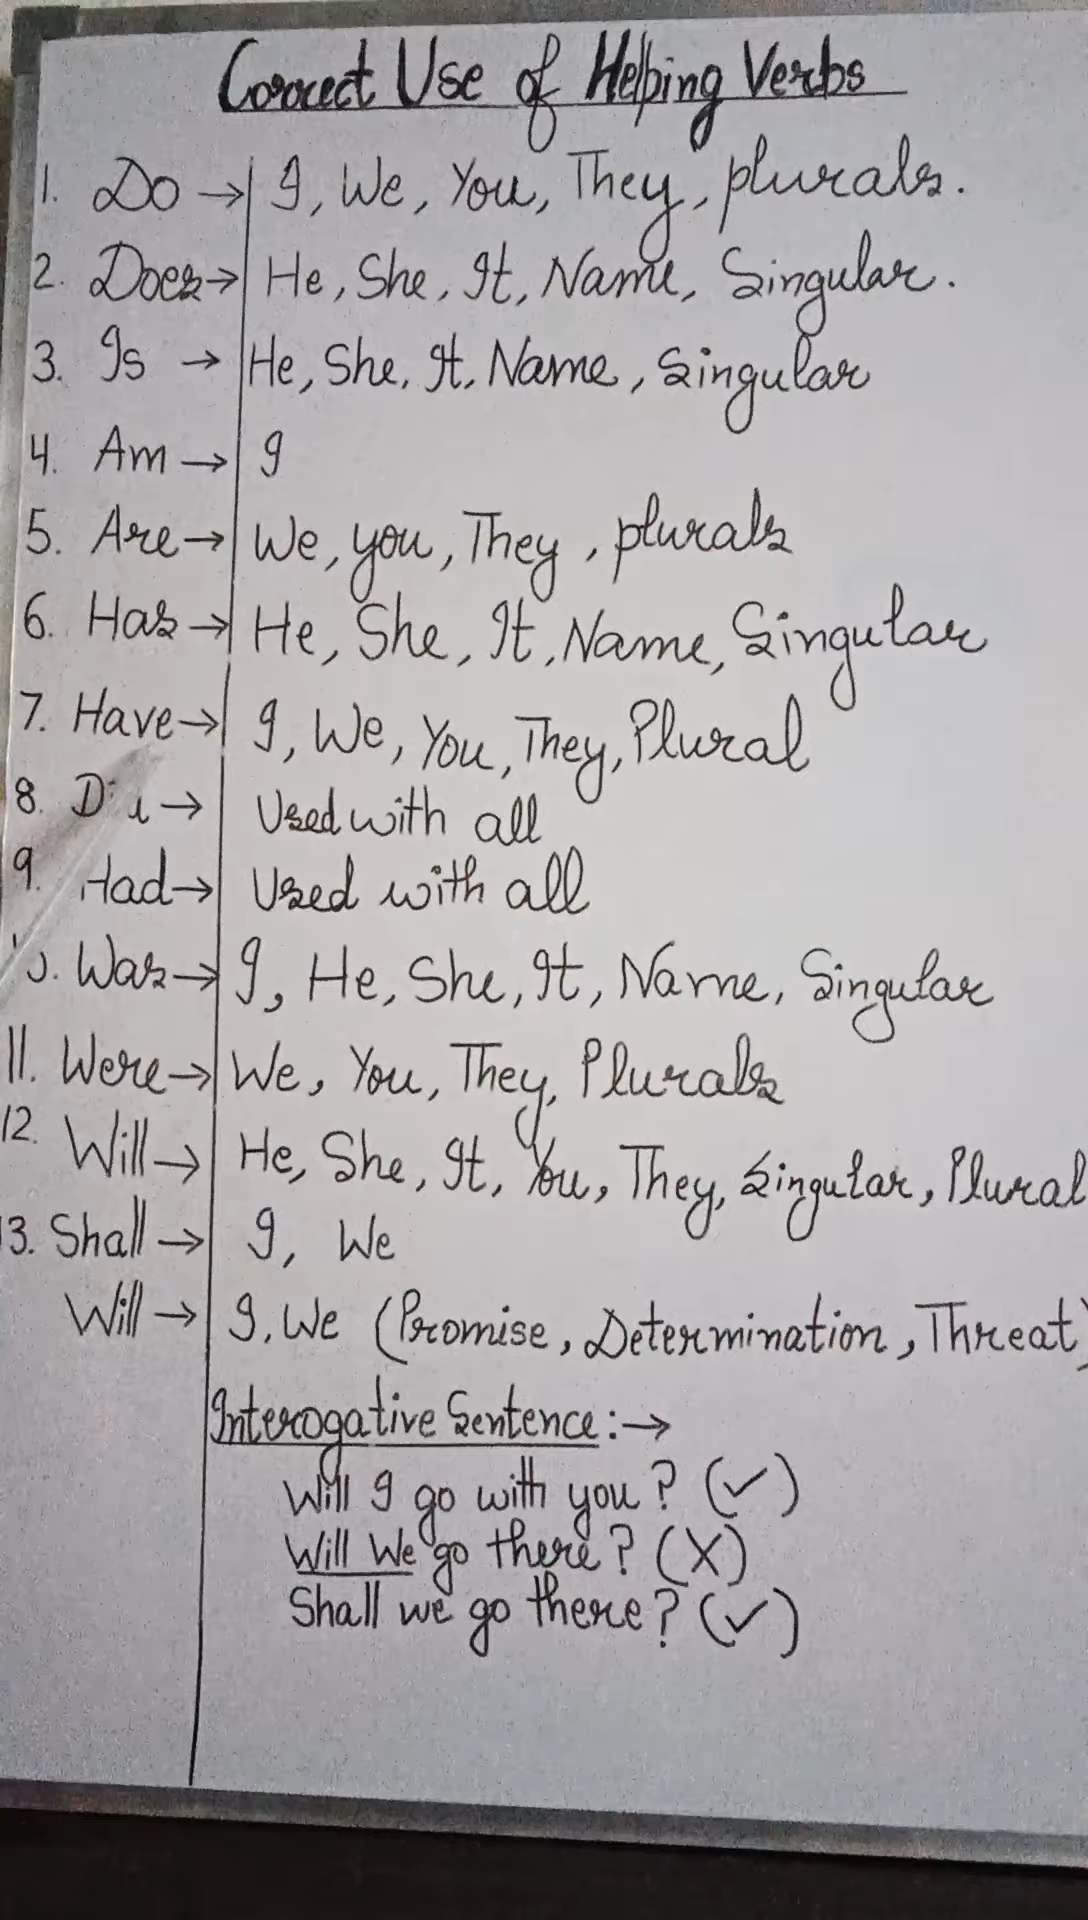 Correct Use of Helping Verbs
1. Do → I, We, You, They, plurals.
2. Does → He, She, It, Name, Singular.
3. Is → He, She, It, Name, Singular
4. Am → I
5. Are → We, you, They, plurals
6. Has → He, She, It, Name, Singular
7. Have → I, We, You, They, Plural
8. → Used with all
9. Had → Used with all
Was → I, He, She, It, Name, Singular
11. Were → We, You, They, Plurals
12. Will → He, She, It, You, They, Singular, Plural
13. Shall → I, We
Will → I, We (Promise, Determination, Threat)
Interogative Sentence :→
Will I go with you? (✓)
Will We go there? (X)
Shall we go there? (✓)